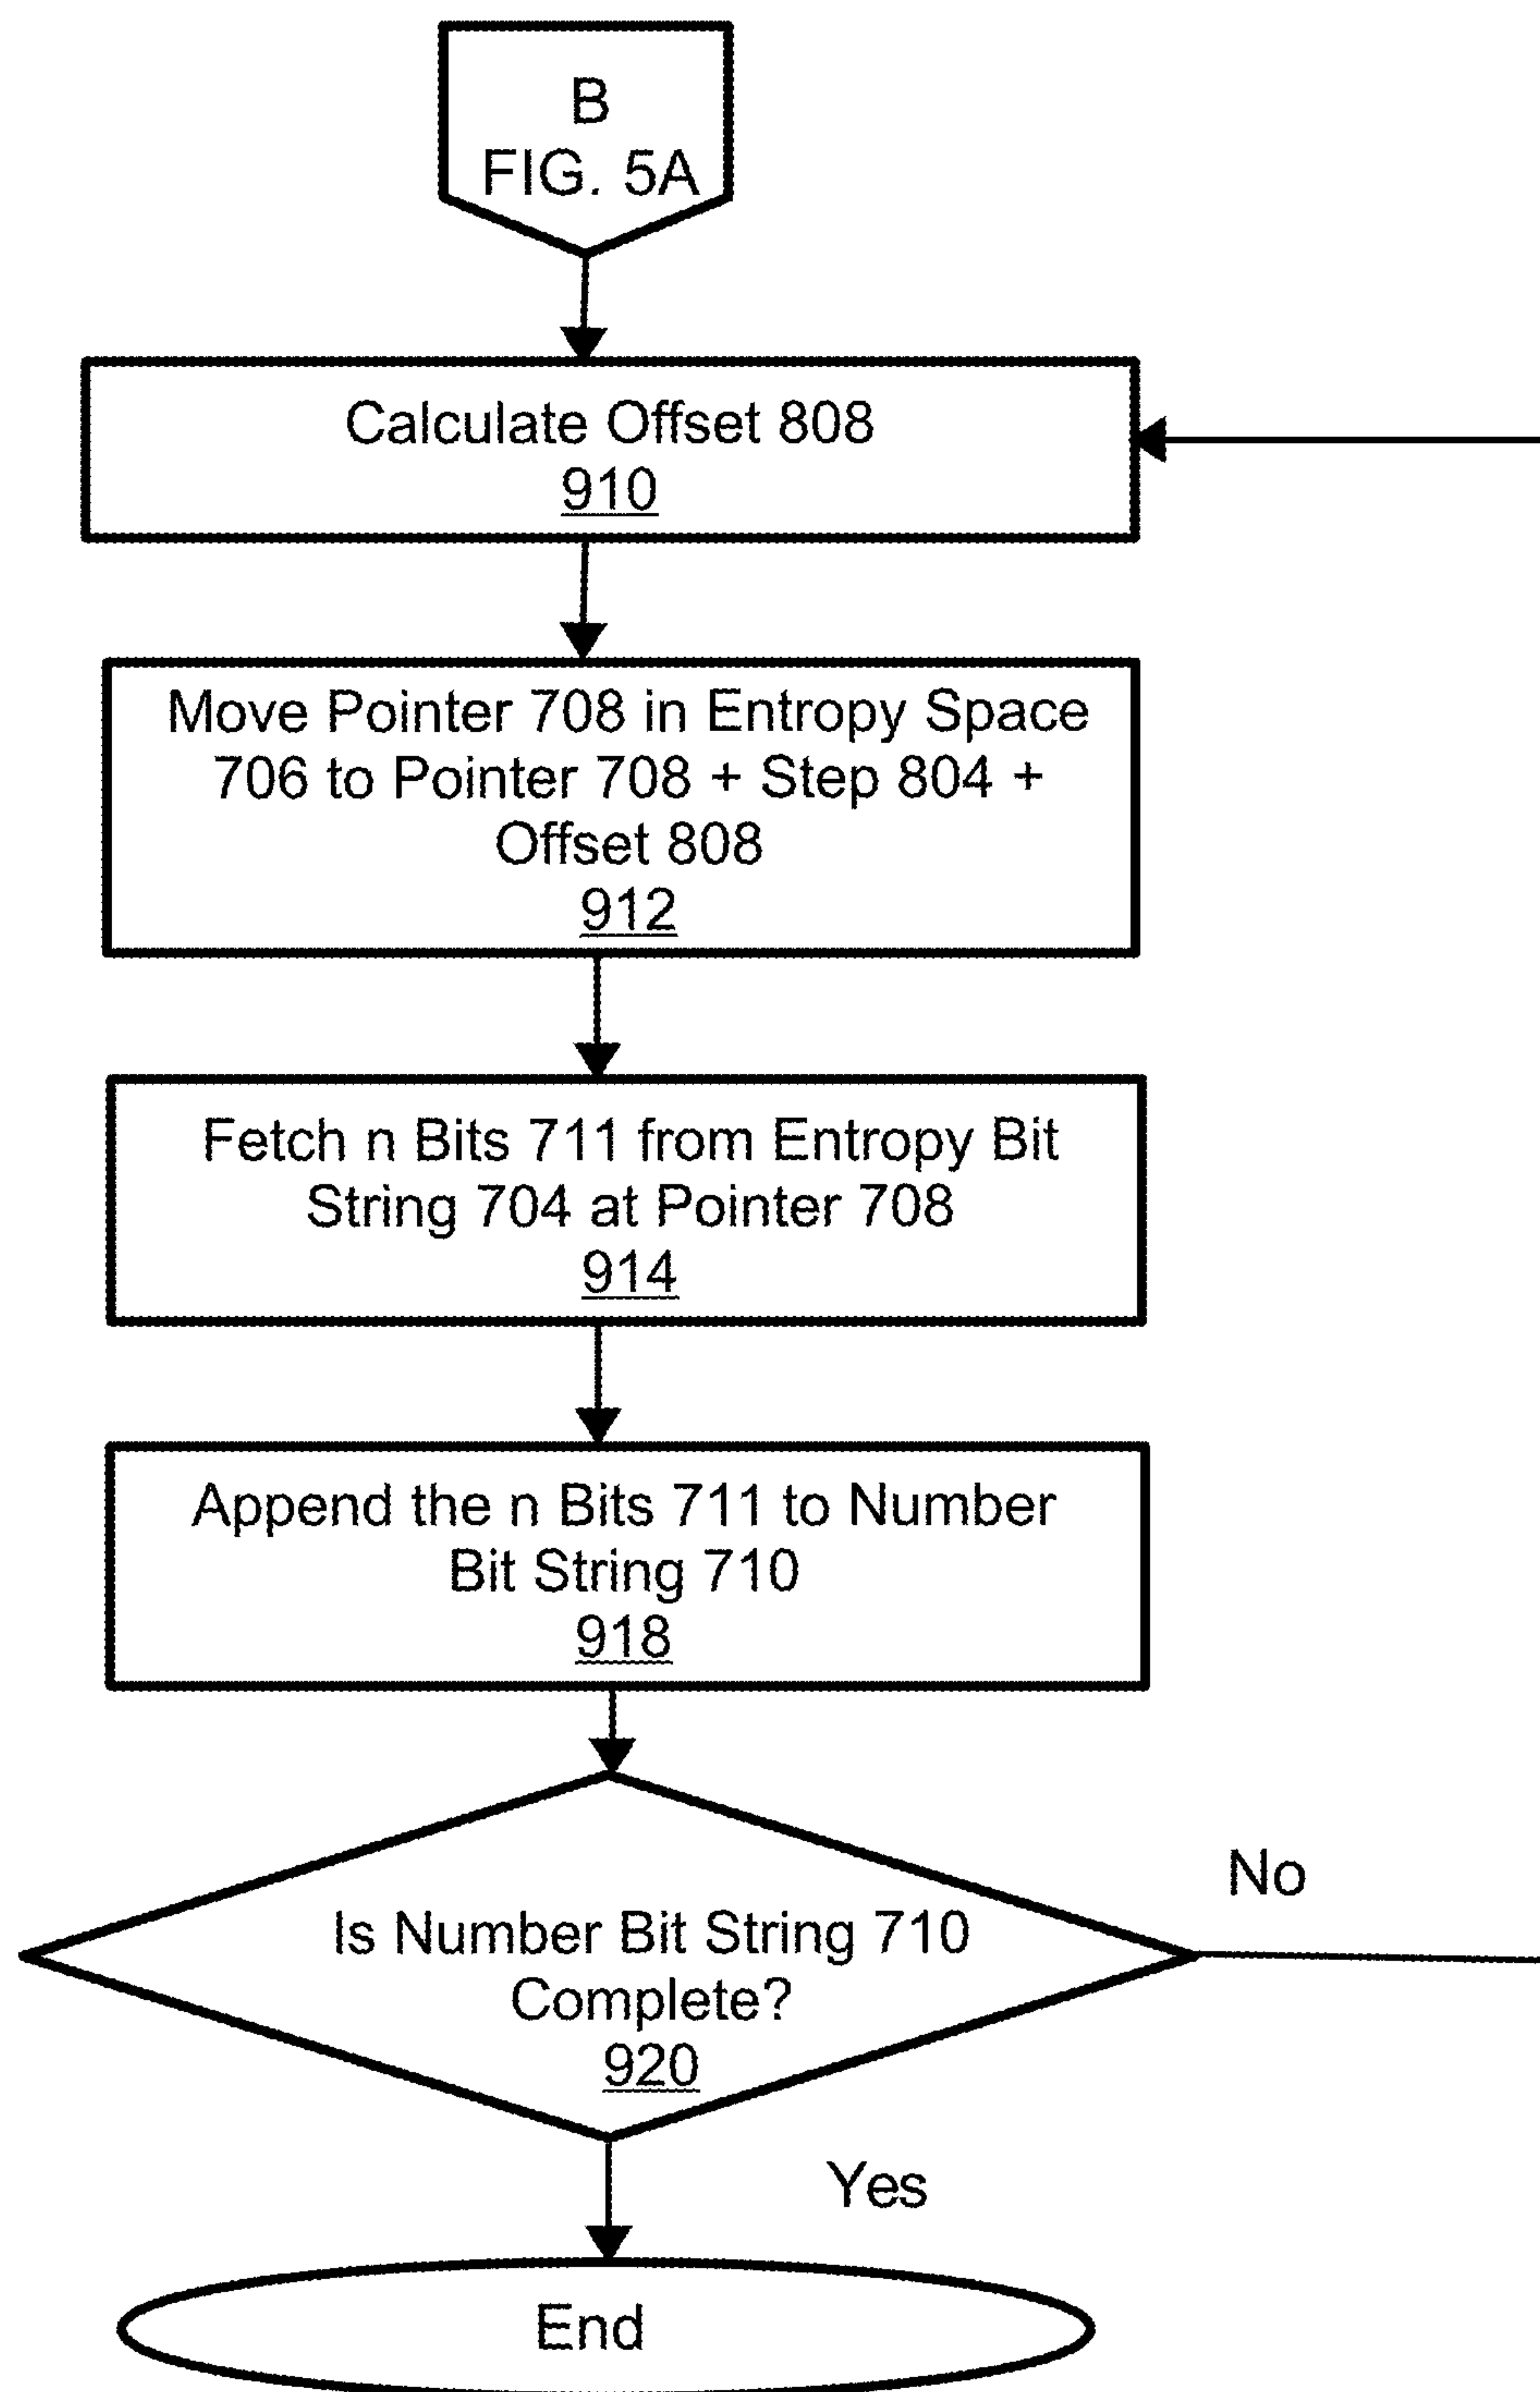 B
FIG. 5A
Calculate Offset 808
910
Move Pointer 708 in Entropy Space
706 to Pointer 708 + Step 804 +
Offset 808
912
Fetch n Bits 711 from Entropy Bit
String 704 at Pointer 708
914
Append the n Bits 711 to Number
Bit String 710
918
No
Is Number Bit String 710
Complete?
920
Yes
End